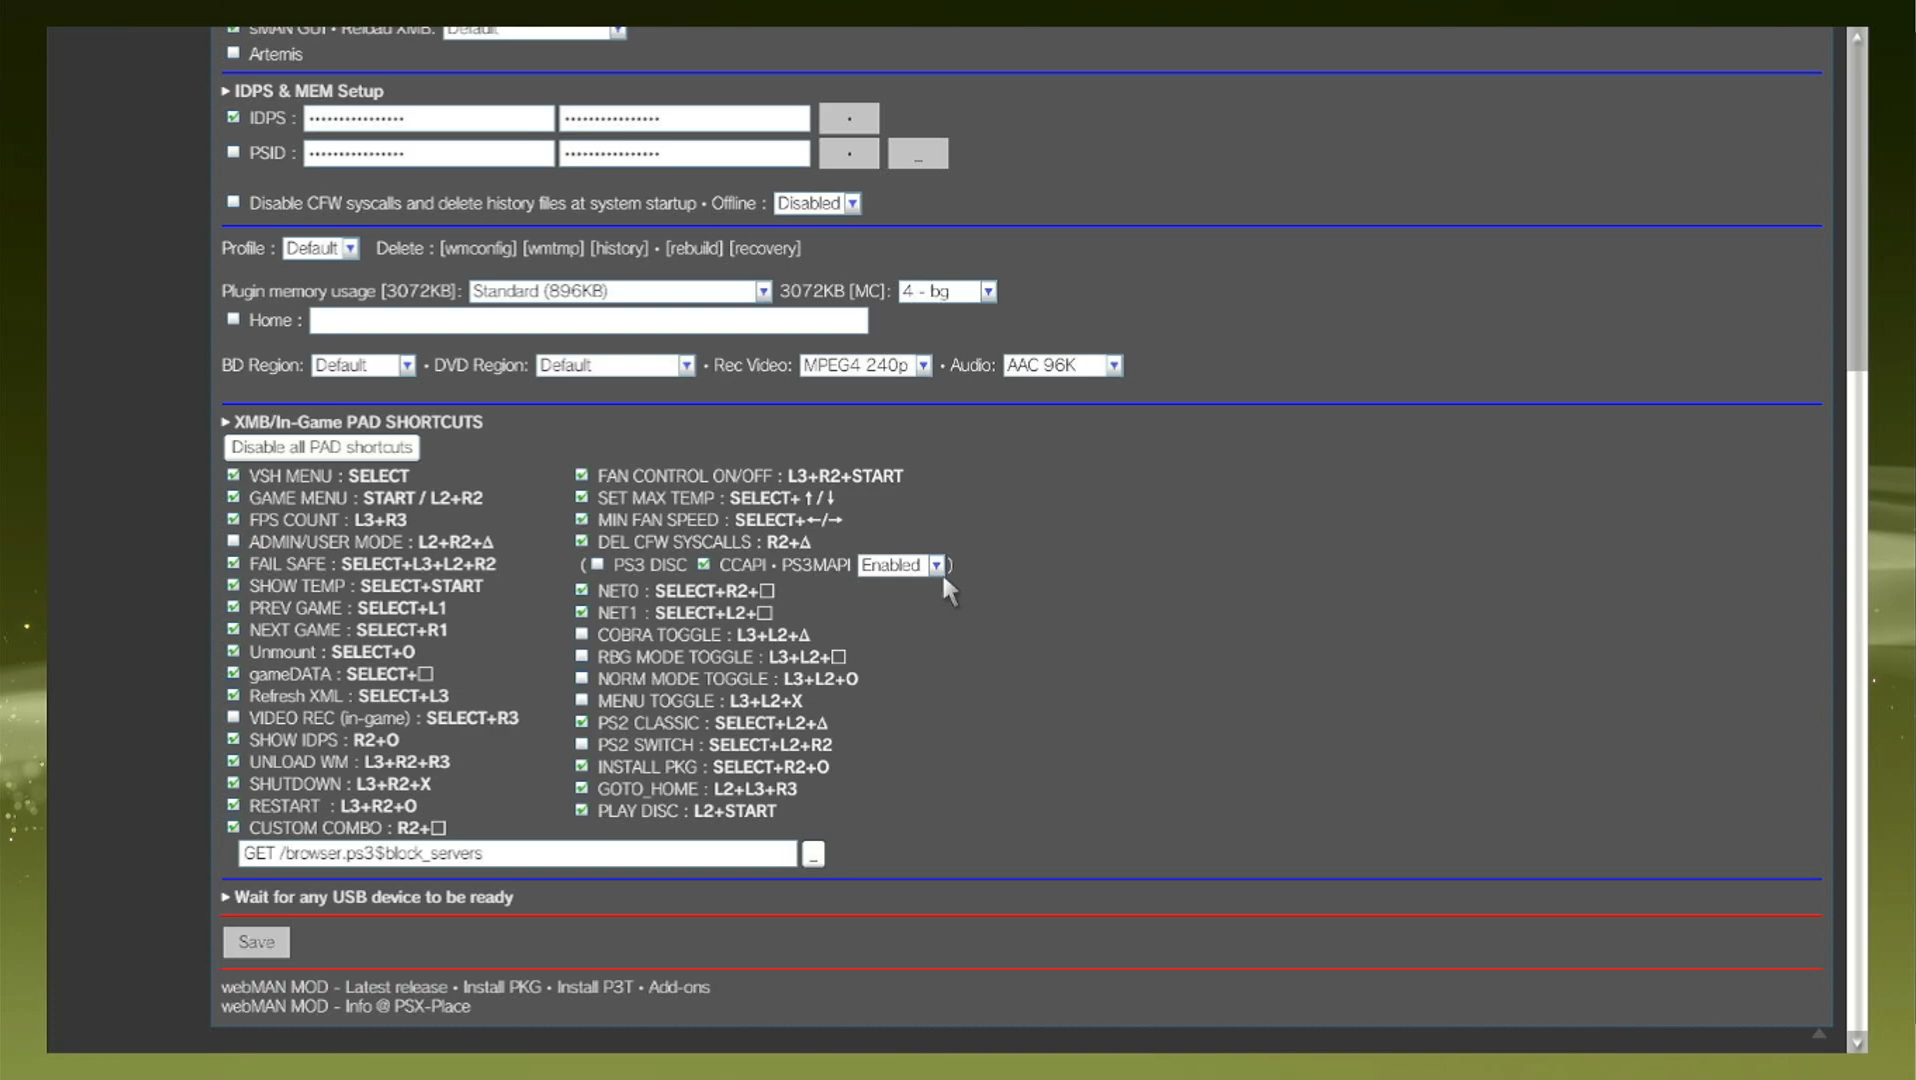 sMAN GUI • Reload XMB: Default
Artemis
IDPS & MEM Setup
IDPS : •••••••••••••••• •••••••••••••••• •
PSID : •••••••••••••••• •••••••••••••••• • _
Disable CFW syscalls and delete history files at system startup • Offline : Disabled
Profile : Default Delete : [wmconfig] [wmtmp] [history] • [rebuild] [recovery]
Plugin memory usage [3072KB]: Standard (896KB) 3072KB [MC]: 4 - bg
Home :
BD Region: Default • DVD Region: Default • Rec Video: MPEG4 240p • Audio: AAC 96K
XMB/In-Game PAD SHORTCUTS
Disable all PAD shortcuts
VSH MENU : SELECT
GAME MENU : START / L2+R2
FPS COUNT : L3+R3
ADMIN/USER MODE : L2+R2+Δ
FAIL SAFE : SELECT+L3+L2+R2
SHOW TEMP : SELECT+START
PREV GAME : SELECT+L1
NEXT GAME : SELECT+R1
Unmount : SELECT+O
gameDATA : SELECT+□
Refresh XML : SELECT+L3
VIDEO REC (in-game) : SELECT+R3
SHOW IDPS : R2+O
UNLOAD WM : L3+R2+R3
SHUTDOWN : L3+R2+X
RESTART : L3+R2+O
CUSTOM COMBO : R2+□
GET /browser.ps3$block_servers _
FAN CONTROL ON/OFF : L3+R2+START
SET MAX TEMP : SELECT+↑/↓
MIN FAN SPEED : SELECT+←/→
DEL CFW SYSCALLS : R2+Δ
( PS3 DISC CCAPI • PS3MAPI Enabled )
NET0 : SELECT+R2+□
NET1 : SELECT+L2+□
COBRA TOGGLE : L3+L2+Δ
RBG MODE TOGGLE : L3+L2+□
NORM MODE TOGGLE : L3+L2+O
MENU TOGGLE : L3+L2+X
PS2 CLASSIC : SELECT+L2+Δ
PS2 SWITCH : SELECT+L2+R2
INSTALL PKG : SELECT+R2+O
GOTO_HOME : L2+L3+R3
PLAY DISC : L2+START
Wait for any USB device to be ready
Save
webMAN MOD - Latest release • Install PKG • Install P3T • Add-ons
webMAN MOD - Info @ PSX-Place